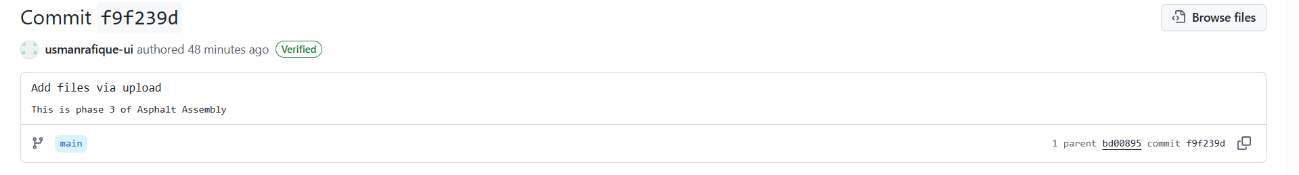 Commit f9f239d
Browse files
usmanrafique-ui authored 48 minutes ago Verified
Add files via upload
This is phase 3 of Asphalt Assembly
main
1 parent bd00895 commit f9f239d